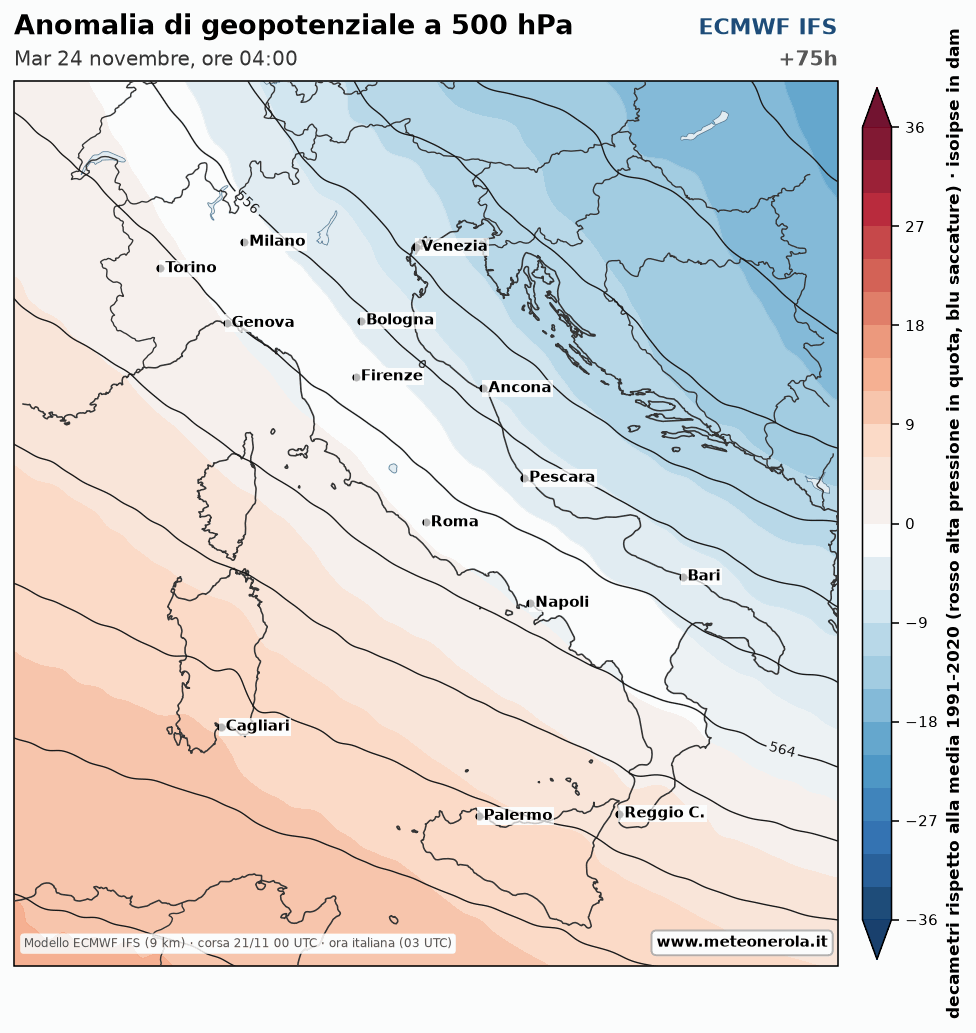 Anomalia di geopotenziale a 500 hPa
ECMWF IFS
Mar 24 novembre, ore 04:00
+75h
556
Milano
Venezia
Torino
Genova
Bologna
Firenze
Ancona
Pescara
Roma
Bari
Napoli
Cagliari
564
Palermo
Reggio C.
Modello ECMWF IFS (9 km) · corsa 21/11 00 UTC · ora italiana (03 UTC)
www.meteonerola.it
36
27
18
9
0
−9
−18
−27
−36
decametri rispetto alla media 1991-2020 (rosso alta pressione in quota, blu saccature) · isoipse in dam